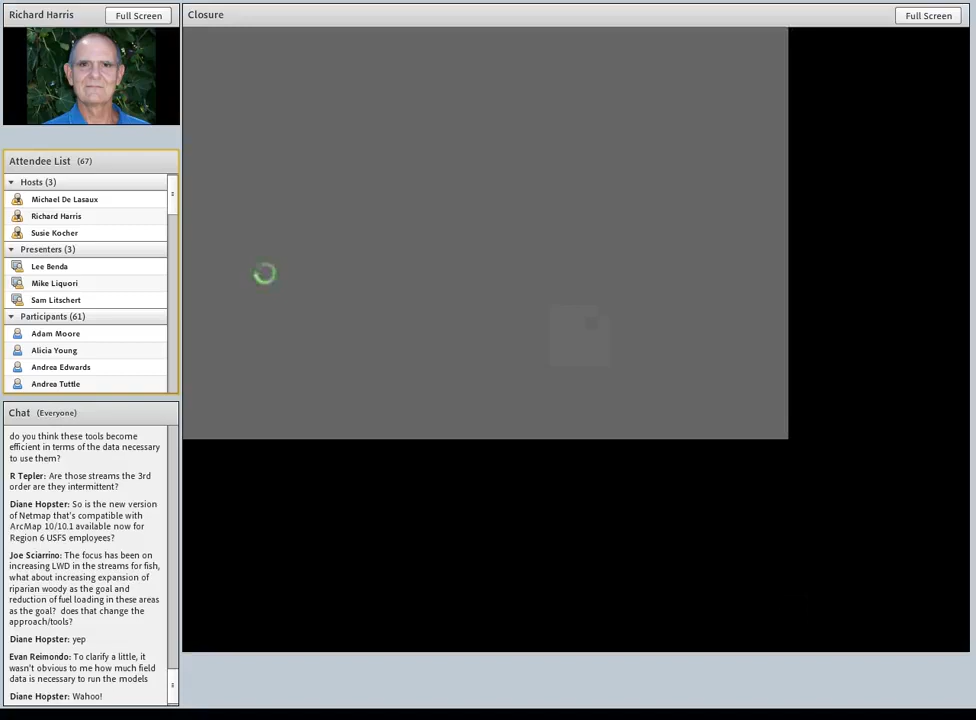 Richard Harris
Full Screen
Closure
Full Screen
Attendee List (67)
Hosts (3)
Michael De Lasaux
Richard Harris
Susie Kocher
Presenters (3)
Lee Benda
Mike Liquori
Sam Litschert
Participants (61)
Adam Moore
Alicia Young
Andrea Edwards
Andrea Tuttle
Chat (Everyone)
do you think these tools become
efficient in terms of the data necessary
to use them?
R Tepler: Are those streams the 3rd
order are they intermittent?
Diane Hopster: So is the new version
of Netmap that's compatible with
ArcMap 10/10.1 available now for
Region 6 USFS employees?
Joe Sciarrino: The focus has been on
increasing LWD in the streams for fish,
what about increasing expansion of
riparian woody as the goal and
reduction of fuel loading in these areas
as the goal? does that change the
approach/tools?
Diane Hopster: yep
Evan Reimondo: To clarify a little, it
wasn't obvious to me how much field
data is necessary to run the models
Diane Hopster: Wahoo!